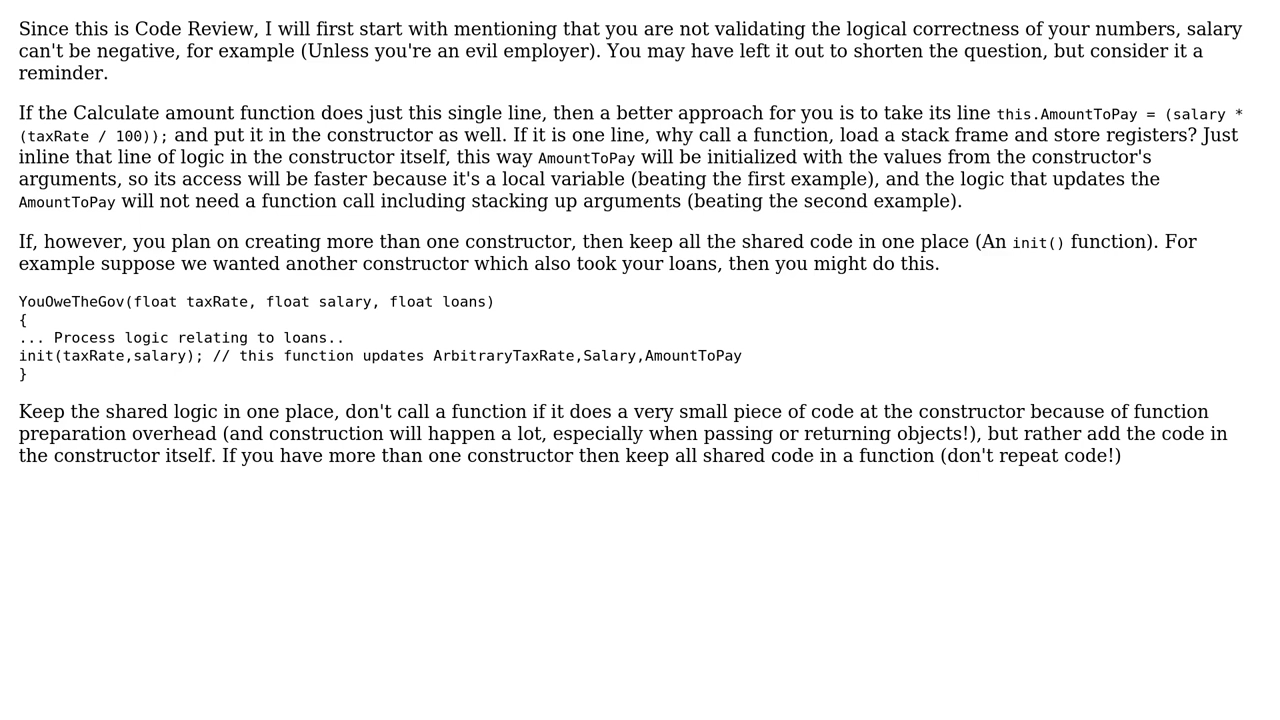 Since this is Code Review, I will first start with mentioning that you are not validating the logical correctness of your numbers, salary
can't be negative, for example (Unless you're an evil employer). You may have left it out to shorten the question, but consider it a
reminder.
If the Calculate amount function does just this single line, then a better approach for you is to take its line this.AmountToPay = (salary *
(taxRate / 100)); and put it in the constructor as well. If it is one line, why call a function, load a stack frame and store registers? Just
inline that line of logic in the constructor itself, this way AmountToPay will be initialized with the values from the constructor's
arguments, so its access will be faster because it's a local variable (beating the first example), and the logic that updates the
AmountToPay will not need a function call including stacking up arguments (beating the second example).
If, however, you plan on creating more than one constructor, then keep all the shared code in one place (An init() function). For
example suppose we wanted another constructor which also took your loans, then you might do this.
YouOweTheGov(float taxRate, float salary, float loans)
{
... Process logic relating to loans..
init(taxRate,salary); // this function updates ArbitraryTaxRate,Salary,AmountToPay
}
Keep the shared logic in one place, don't call a function if it does a very small piece of code at the constructor because of function
preparation overhead (and construction will happen a lot, especially when passing or returning objects!), but rather add the code in
the constructor itself. If you have more than one constructor then keep all shared code in a function (don't repeat code!)